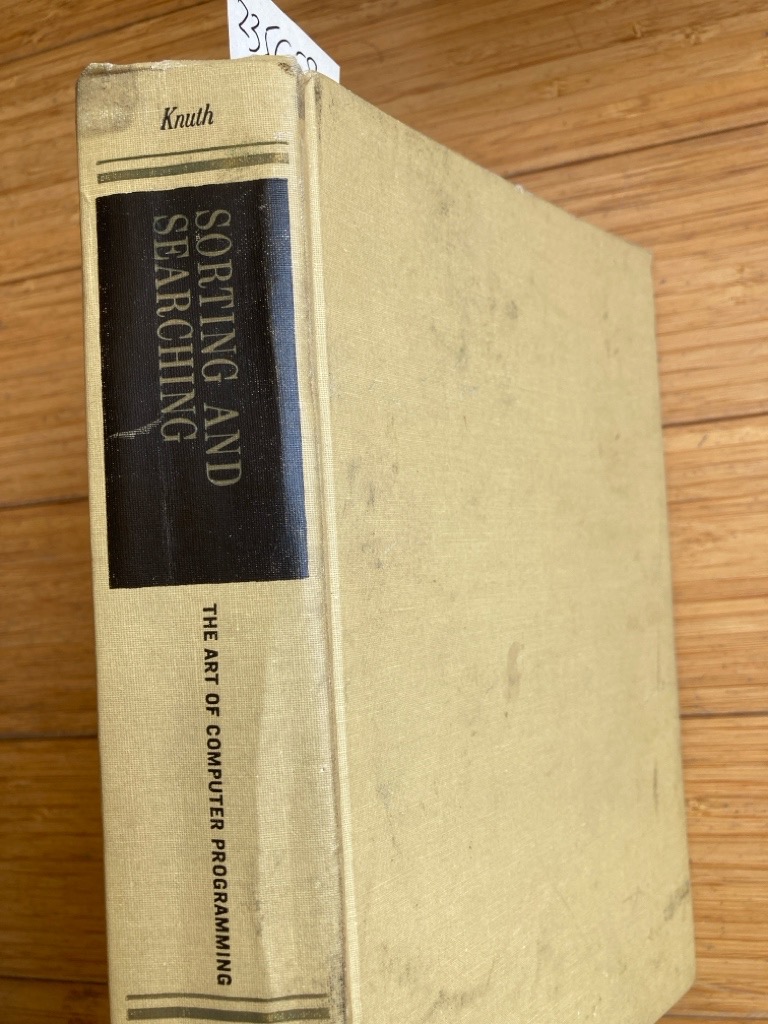 Knuth
SORTING AND
SEARCHING
THE ART OF COMPUTER PROGRAMMING